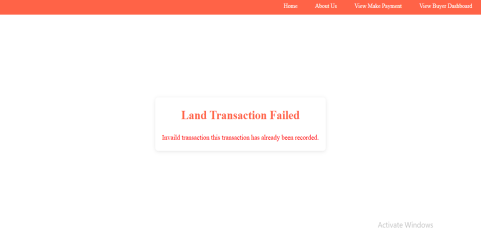 Home About Us View Make Payment View Buyer Dashboard
Land Transaction Failed
Invaild transaction this transaction has already been recorded.
Activate Windows